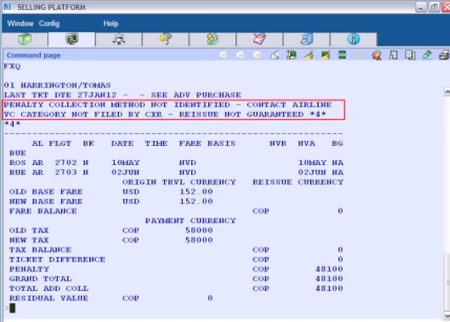 SELLING PLATFORM
Window Config Help
Command page
FXQ
01 HARRINGTON/TOMAS
LAST TKT DTE 27JAN12 - - SEE ADV PURCHASE
PENALTY COLLECTION METHOD NOT IDENTIFIED - CONTACT AIRLINE
VC CATEGORY NOT FILED BY CXR - REISSUE NOT GUARANTEED *4*
*4*
AL FLGT BK DATE TIME FARE BASIS NVB NVA BG
BUE
ROS AR 2702 N 10MAY NVD 10MAY NA
BUE AR 2703 N 02JUN NVD 02JUN NA
ORIGIN TRVL CURRENCY REISSUE CURRENCY
OLD BASE FARE USD 152.00
NEW BASE FARE USD 152.00
FARE BALANCE COP 0
PAYMENT CURRENCY
OLD TAX COP 58000
NEW TAX COP 58000
TAX BALANCE COP 0
TICKET DIFFERENCE COP 0
PENALTY COP 48100
GRAND TOTAL COP 48100
TOTAL ADD COLL COP 48100
RESIDUAL VALUE COP 0
>